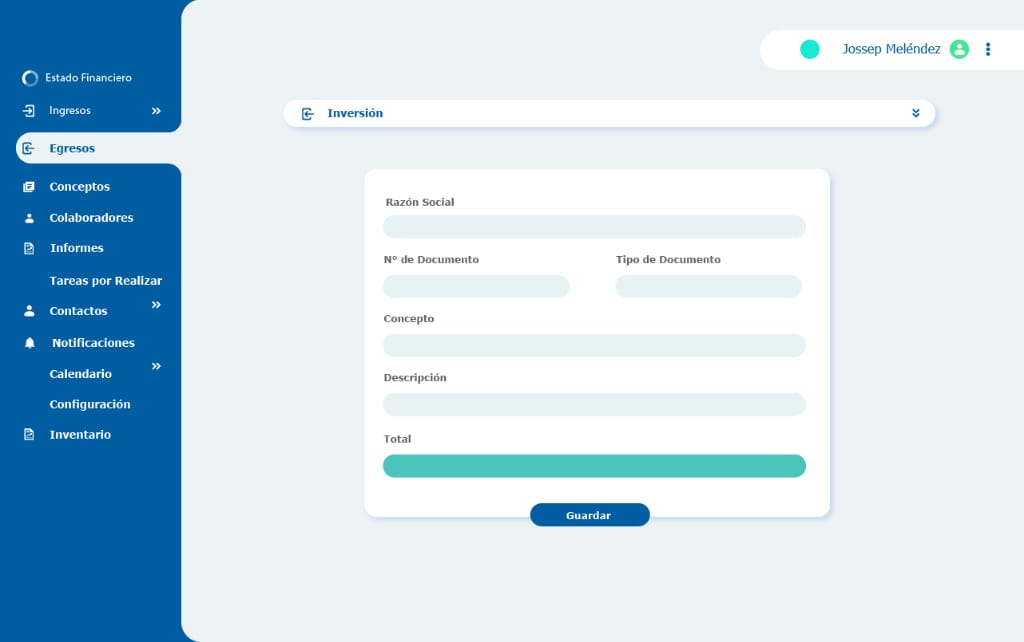 Jossep Meléndez
Estado Financiero
Ingresos
Egresos
Conceptos
Colaboradores
Informes
Tareas por Realizar
Contactos
Notificaciones
Calendario
Configuración
Inventario
Inversión
Razón Social
N° de Documento
Tipo de Documento
Concepto
Descripción
Total
Guardar